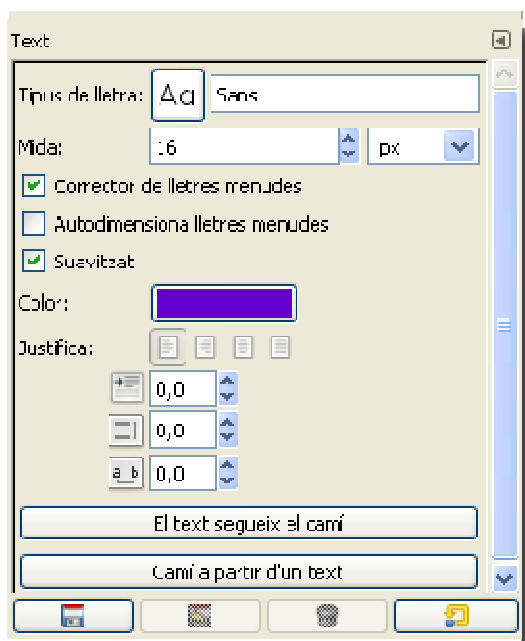 Text
Tipus de lletra: Aa Sans
Mida: 16 px
Corrector de lletres menudes
Autodimensiona lletres menudes
Suavitzat
Color:
Justifica:
0,0
0,0
a_b 0,0
El text segueix el camí
Camí a partir d'un text